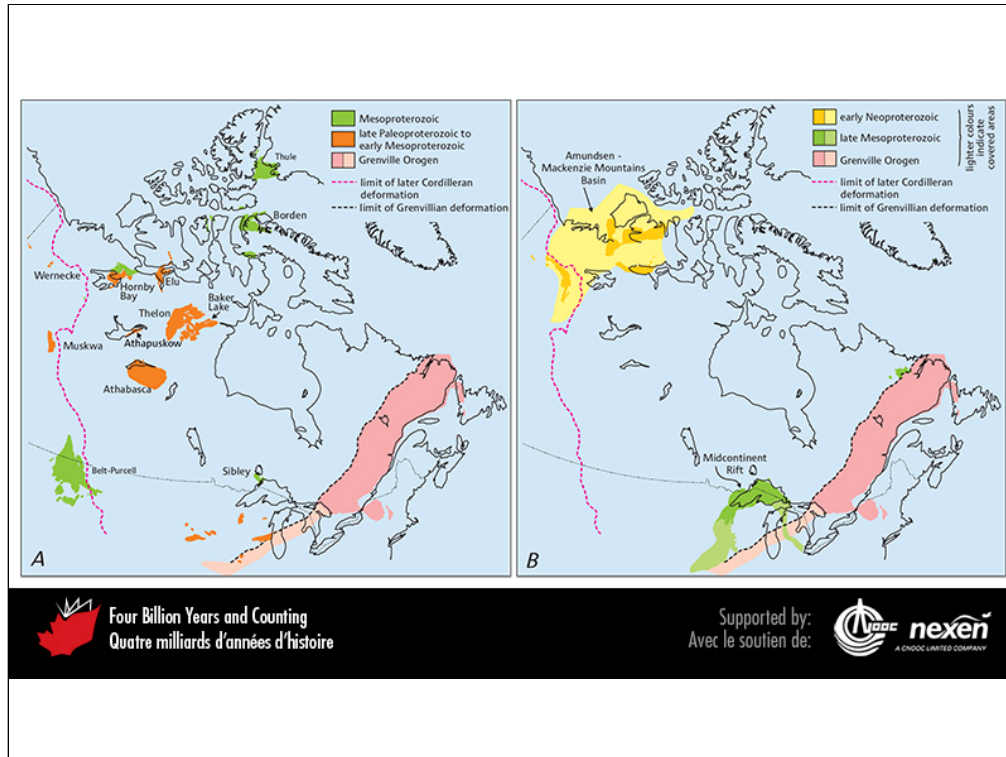 Mesoproterozoic
late Paleoproterozoic to
early Mesoproterozoic
Grenville Orogen
limit of later Cordilleran
deformation
limit of Grenvillian deformation
Thule
Borden
Wernecke
Hornby
Bay
Elu
Baker
Lake
Thelon
Muskwa
Athapuskow
Athabasca
Belt-Purcell
Sibley
A
early Neoproterozoic
late Mesoproterozoic
Grenville Orogen
lighter colours
indicate
covered areas
limit of later Cordilleran
deformation
limit of Grenvillian deformation
Amundsen -
Mackenzie Mountains
Basin
Midcontinent
Rift
B
Four Billion Years and Counting
Quatre milliards d'années d'histoire
Supported by:
Avec le soutien de:
CNOOC
nexen
A CNOOC LIMITED COMPANY